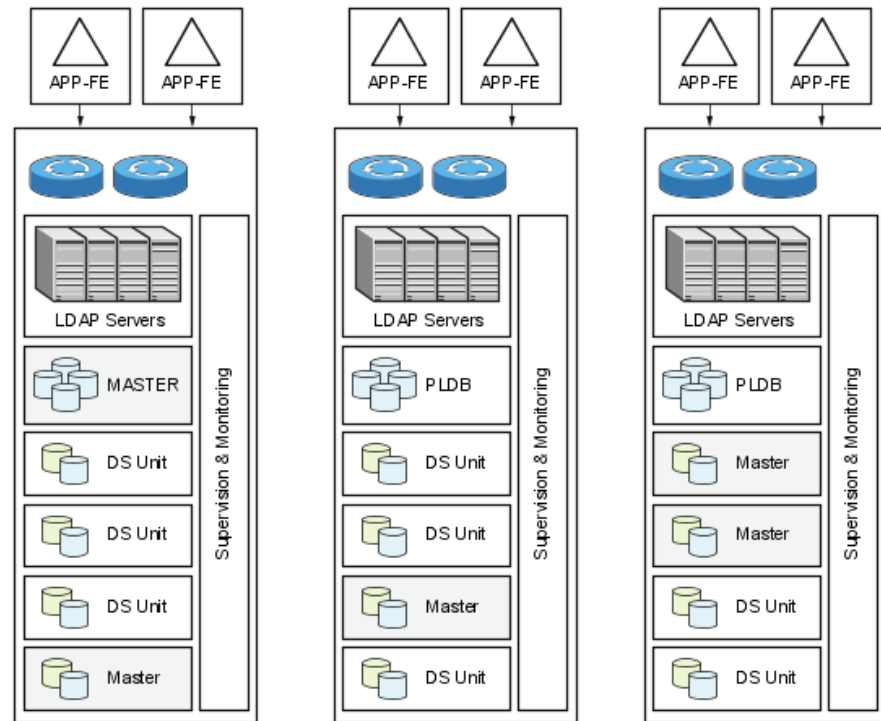 APP-FE
APP-FE
LDAP Servers
MASTER
DS Unit
DS Unit
DS Unit
Master
Supervision & Monitoring
APP-FE
APP-FE
LDAP Servers
PLDB
DS Unit
DS Unit
Master
DS Unit
Supervision & Monitoring
APP-FE
APP-FE
LDAP Servers
PLDB
Master
Master
DS Unit
DS Unit
Supervision & Monitoring